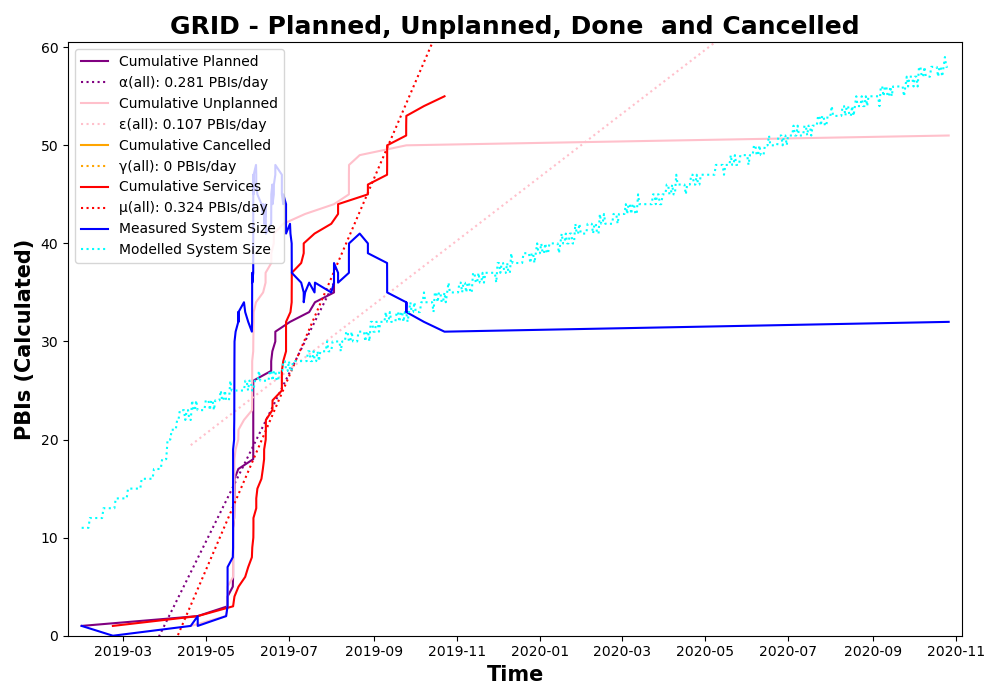 GRID - Planned, Unplanned, Done  and Cancelled
PBIs (Calculated)
60
50
40
30
20
10
0
Cumulative Planned
α(all): 0.281 PBIs/day
Cumulative Unplanned
ε(all): 0.107 PBIs/day
Cumulative Cancelled
γ(all): 0 PBIs/day
Cumulative Services
μ(all): 0.324 PBIs/day
Measured System Size
Modelled System Size
2019-03 2019-05 2019-07 2019-09 2019-11 2020-01 2020-03 2020-05 2020-07 2020-09 2020-11
Time